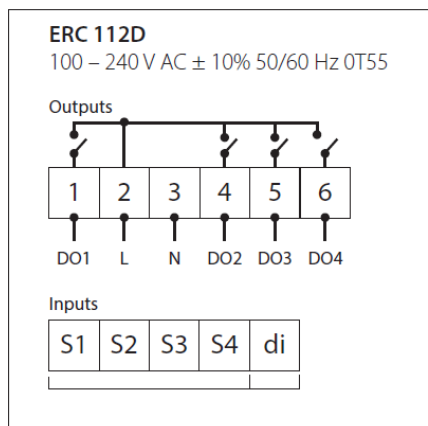 ERC 112D
100 – 240 V AC ± 10% 50/60 Hz 0T55
Outputs
1 2 3 4 5 6
DO1 L N DO2 DO3 DO4
Inputs
S1 S2 S3 S4 di